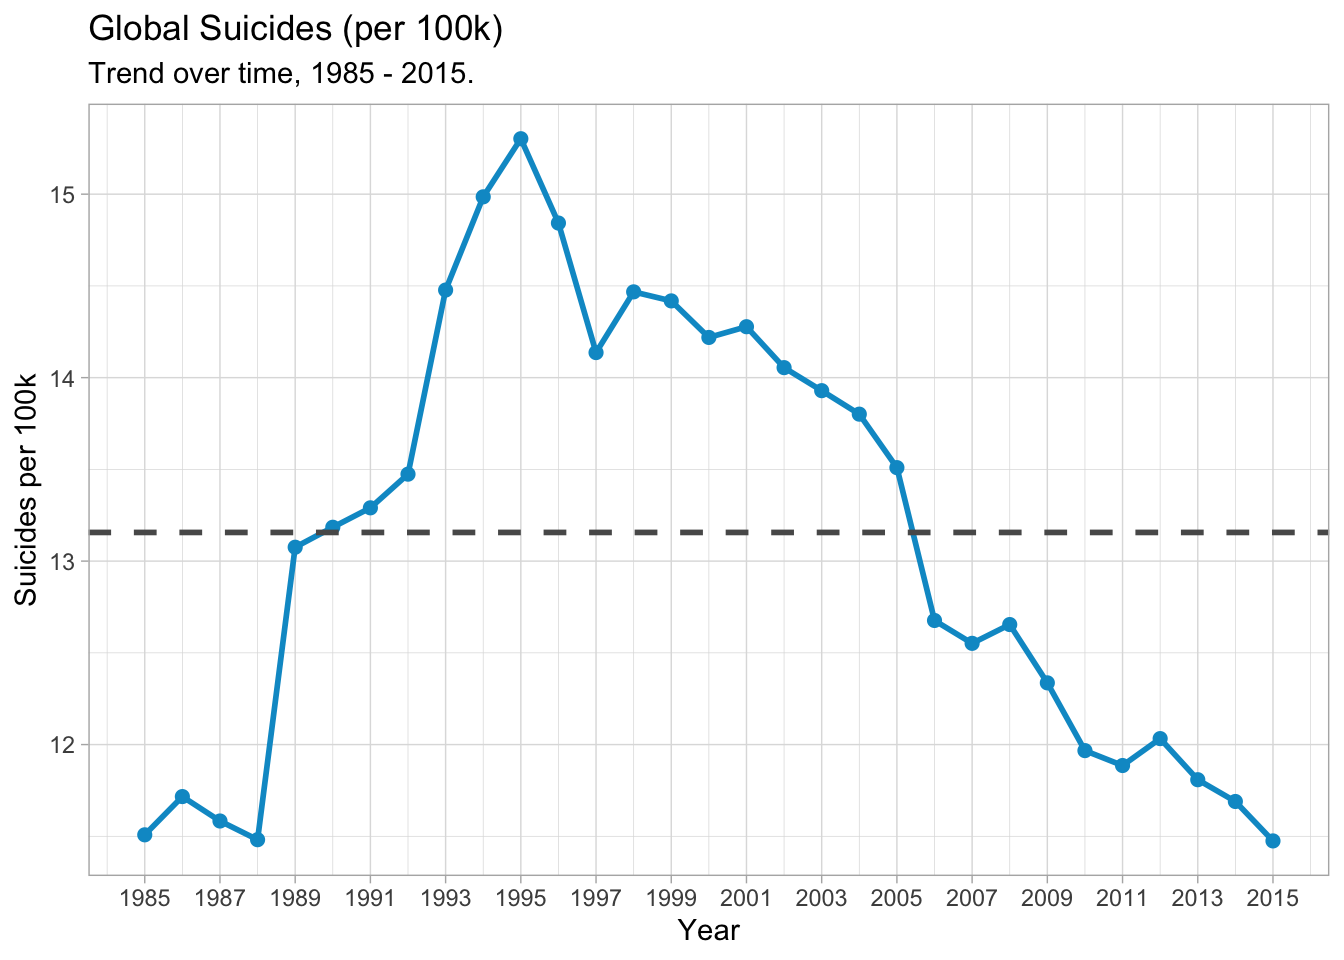 Global Suicides (per 100k)
Trend over time, 1985 - 2015.
Suicides per 100k
15
14
13
12
1985 1987 1989 1991 1993 1995 1997 1999 2001 2003 2005 2007 2009 2011 2013 2015
Year